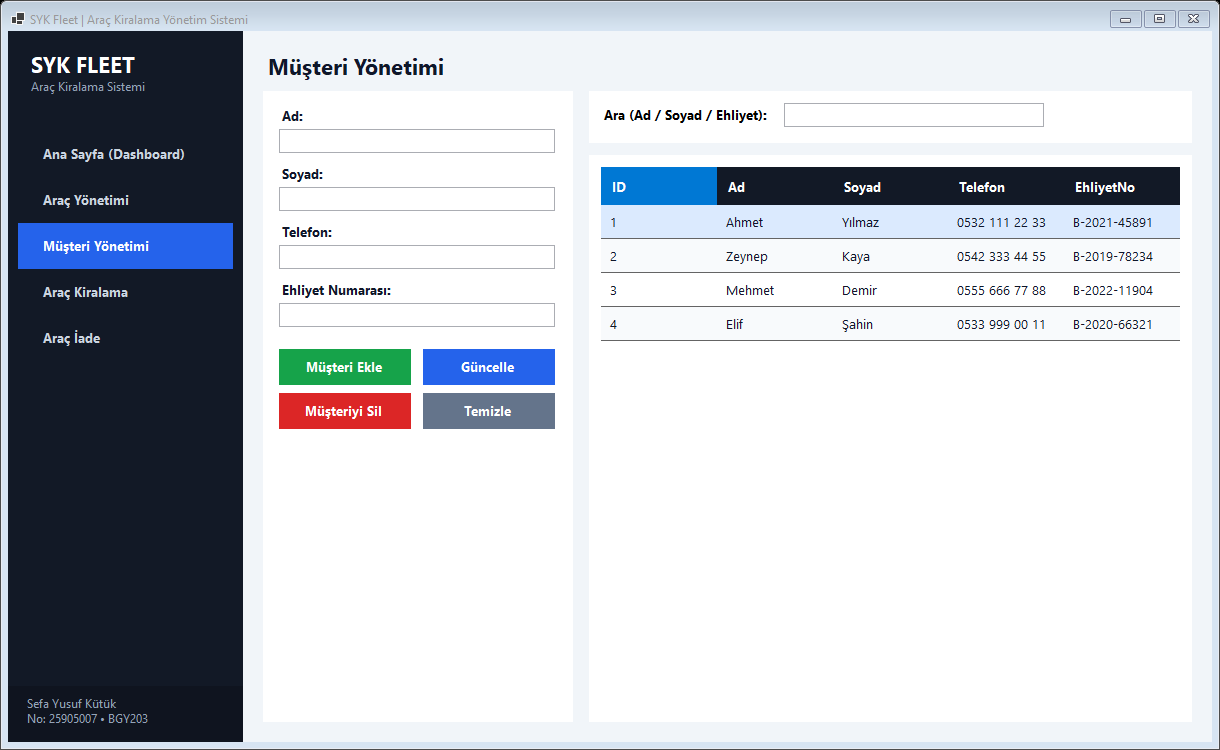 SYK Fleet | Araç Kiralama Yönetim Sistemi
SYK FLEET
Araç Kiralama Sistemi
Ana Sayfa (Dashboard)
Araç Yönetimi
Müşteri Yönetimi
Araç Kiralama
Araç İade
Sefa Yusuf Kütük
No: 25905007 • BGY203
Müşteri Yönetimi
Ad:
Soyad:
Telefon:
Ehliyet Numarası:
Müşteri Ekle Güncelle
Müşteriyi Sil Temizle
Ara (Ad / Soyad / Ehliyet):
ID Ad Soyad Telefon EhliyetNo
1 Ahmet Yılmaz 0532 111 22 33 B-2021-45891
2 Zeynep Kaya 0542 333 44 55 B-2019-78234
3 Mehmet Demir 0555 666 77 88 B-2022-11904
4 Elif Şahin 0533 999 00 11 B-2020-66321